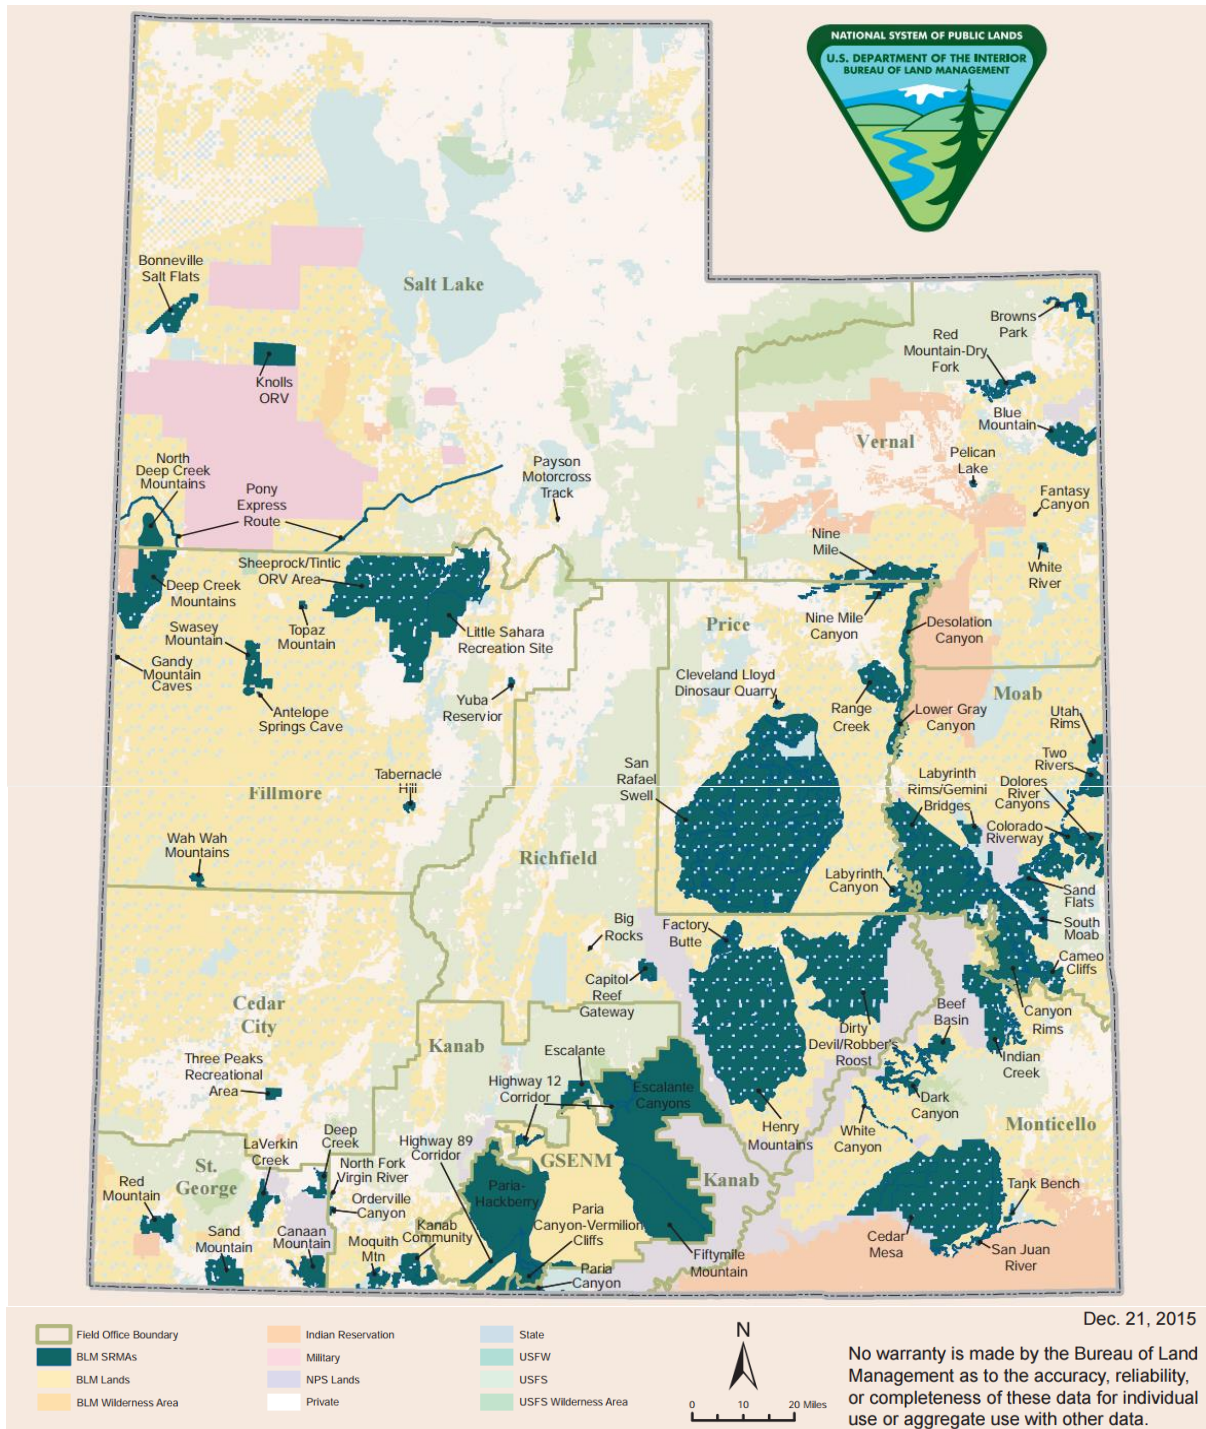 NATIONAL SYSTEM OF PUBLIC LANDS
U.S. DEPARTMENT OF THE INTERIOR
BUREAU OF LAND MANAGEMENT
Bonneville
Salt Flats
Salt Lake
Knolls
ORV
Browns
Park
Red
Mountain-Dry
Fork
Blue
Mountain
Vernal
Pelican
Lake
Fantasy
Canyon
White
River
North
Deep Creek
Mountains
Pony
Express
Route
Payson
Motorcross
Track
Nine
Mile
Sheeprock/Tintic
ORV Area
Deep Creek
Mountains
Topaz
Mountain
Little Sahara
Recreation Site
Swasey
Mountain
Gandy
Mountain
Caves
Antelope
Springs Cave
Yuba
Reservior
Price
Nine Mile
Canyon
Desolation
Canyon
Cleveland Lloyd
Dinosaur Quarry
Range
Creek
Lower Gray
Canyon
Moab
Utah
Rims
Two
Rivers
Dolores
River
Canyons
Labyrinth
Rims/Gemini
Bridges
Colorado
Riverway
San
Rafael
Swell
Tabernacle
Hill
Fillmore
Wah Wah
Mountains
Richfield
Labyrinth
Canyon
Sand
Flats
South
Moab
Cameo
Cliffs
Big
Rocks
Factory
Butte
Capitol
Reef
Gateway
Cedar
City
Kanab
Dirty
Devil/Robber's
Roost
Beef
Basin
Canyon
Rims
Indian
Creek
Three Peaks
Recreational
Area
Escalante
Highway 12
Corridor
Escalante
Canyons
Dark
Canyon
Henry
Mountains
White
Canyon
Monticello
Deep
Creek
LaVerkin
Creek
Highway 89
Corridor
GSENM
Kanab
St.
George
North Fork
Virgin River
Red
Mountain
Orderville
Canyon
Paria-
Hackberry
Paria
Canyon-Vermilion
Cliffs
Tank Bench
Sand
Mountain
Canaan
Mountain
Moquith
Mtn
Kanab
Community
Cedar
Mesa
San Juan
River
Fiftymile
Mountain
Paria
Canyon
Field Office Boundary
BLM SRMAs
BLM Lands
BLM Wilderness Area
Indian Reservation
Military
NPS Lands
Private
State
USFW
USFS
USFS Wilderness Area
N
0 10 20 Miles
Dec. 21, 2015
No warranty is made by the Bureau of Land
Management as to the accuracy, reliability,
or completeness of these data for individual
use or aggregate use with other data.